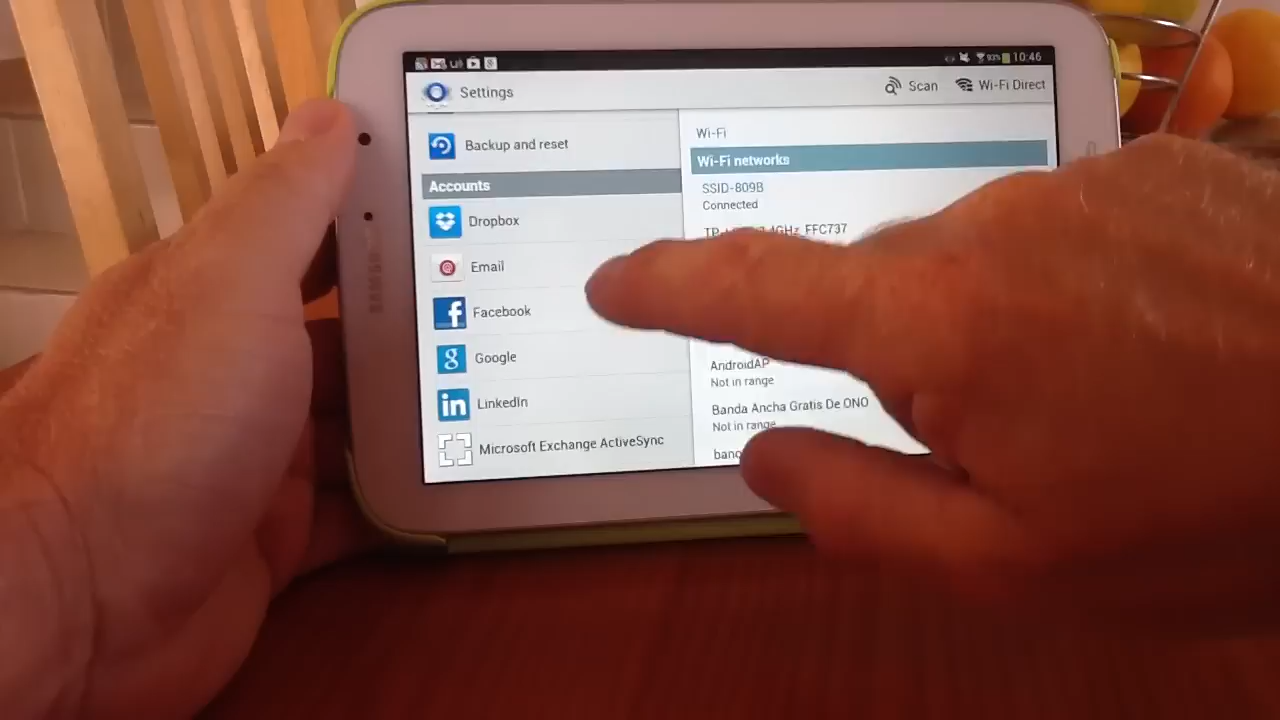 10:46
Settings
Scan
Wi-Fi Direct
Backup and reset
Accounts
Dropbox
Email
Facebook
Google
LinkedIn
Microsoft Exchange ActiveSync
Wi-Fi
Wi-Fi networks
SSID-809B
Connected
FFC737
AndroidAP
Not in range
Banda Ancha Gratis De ONO
Not in range
SAMSUNG